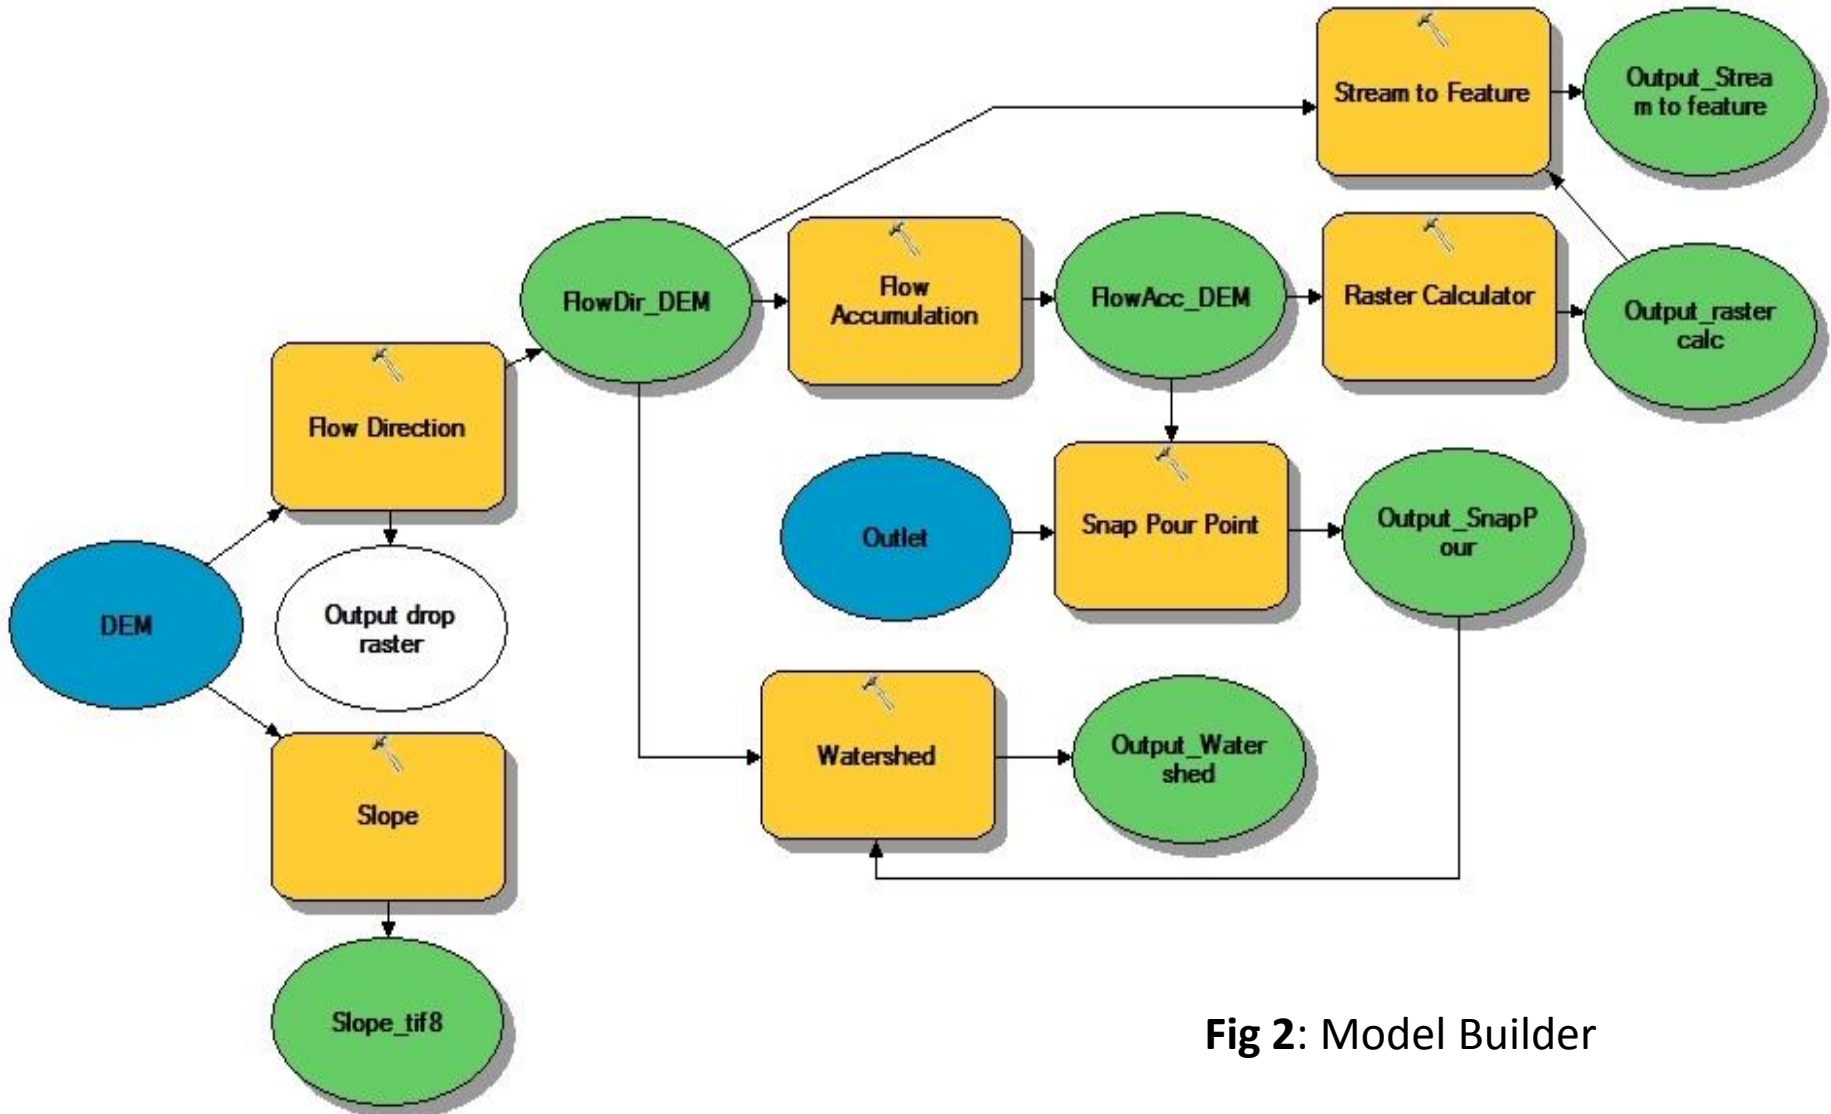 Stream to Feature
Output_Strea
m to feature
FlowDir_DEM
Flow
Accumulation
FlowAcc_DEM
Raster Calculator
Output_raster
calc
Flow Direction
Outlet
Snap Pour Point
Output_SnapP
our
DEM
Output drop
raster
Watershed
Output_Water
shed
Slope
Slope_tif8
Fig 2: Model Builder